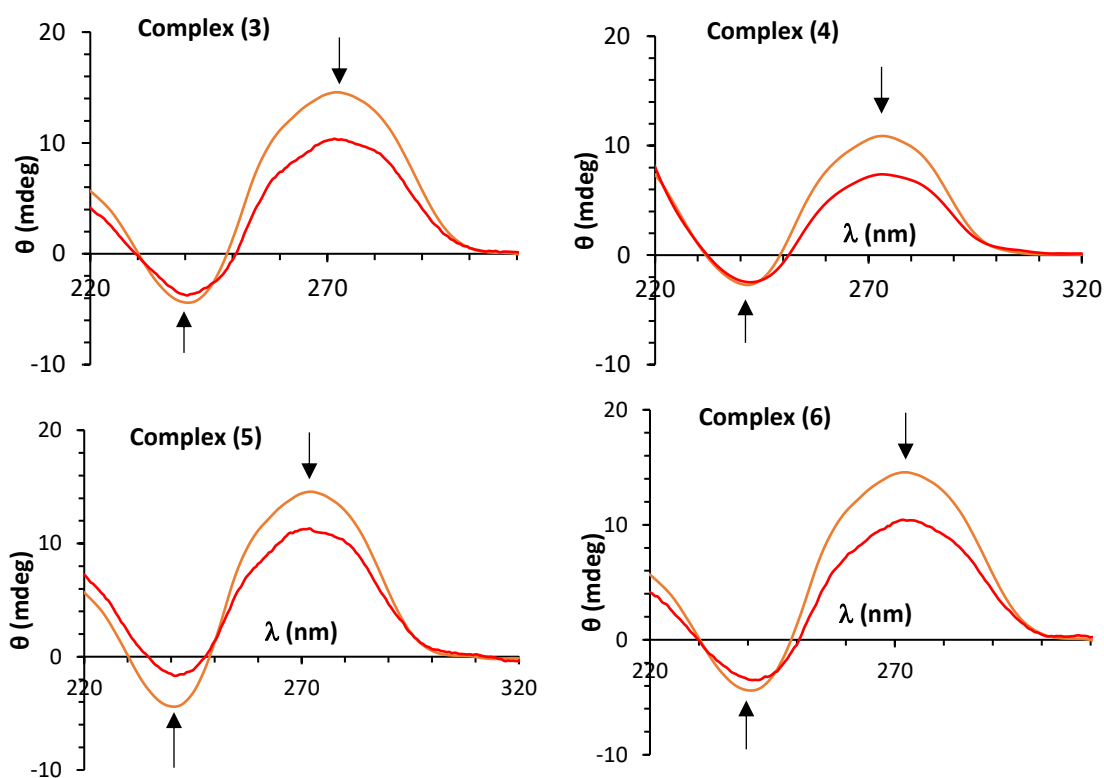 Complex (3)
θ (mdeg)
20
10
0
-10
220
270
Complex (4)
θ (mdeg)
20
10
0
-10
220
270
320
λ (nm)
Complex (5)
θ (mdeg)
20
10
0
-10
220
270
320
λ (nm)
Complex (6)
θ (mdeg)
20
10
0
-10
220
270
λ (nm)